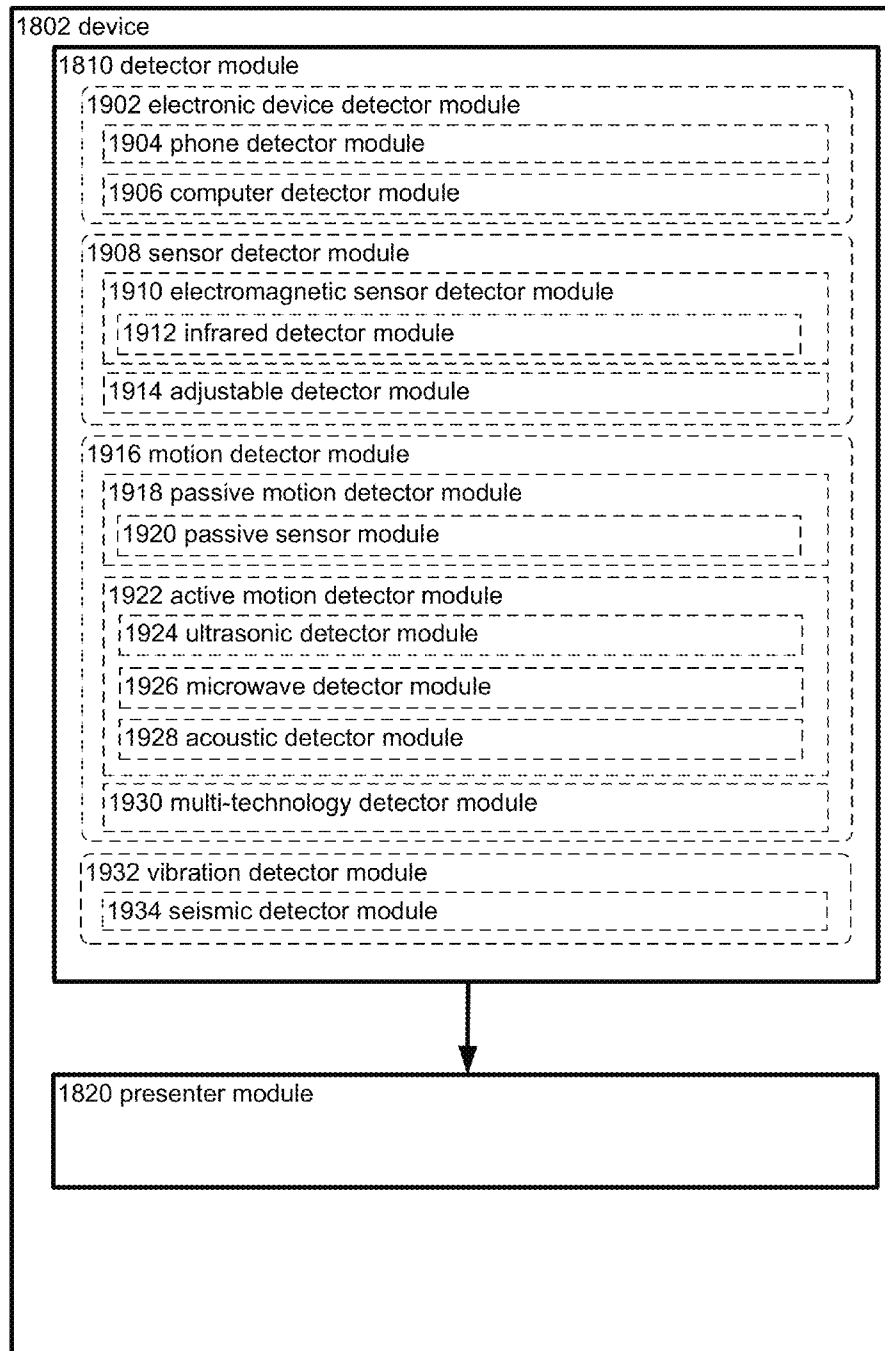 1802 device
1810 detector module
1902 electronic device detector module
1904 phone detector module
1906 computer detector module
1908 sensor detector module
1910 electromagnetic sensor detector module
1912 infrared detector module
1914 adjustable detector module
1916 motion detector module
1918 passive motion detector module
1920 passive sensor module
1922 active motion detector module
1924 ultrasonic detector module
1926 microwave detector module
1928 acoustic detector module
1930 multi-technology detector module
1932 vibration detector module
1934 seismic detector module
1820 presenter module